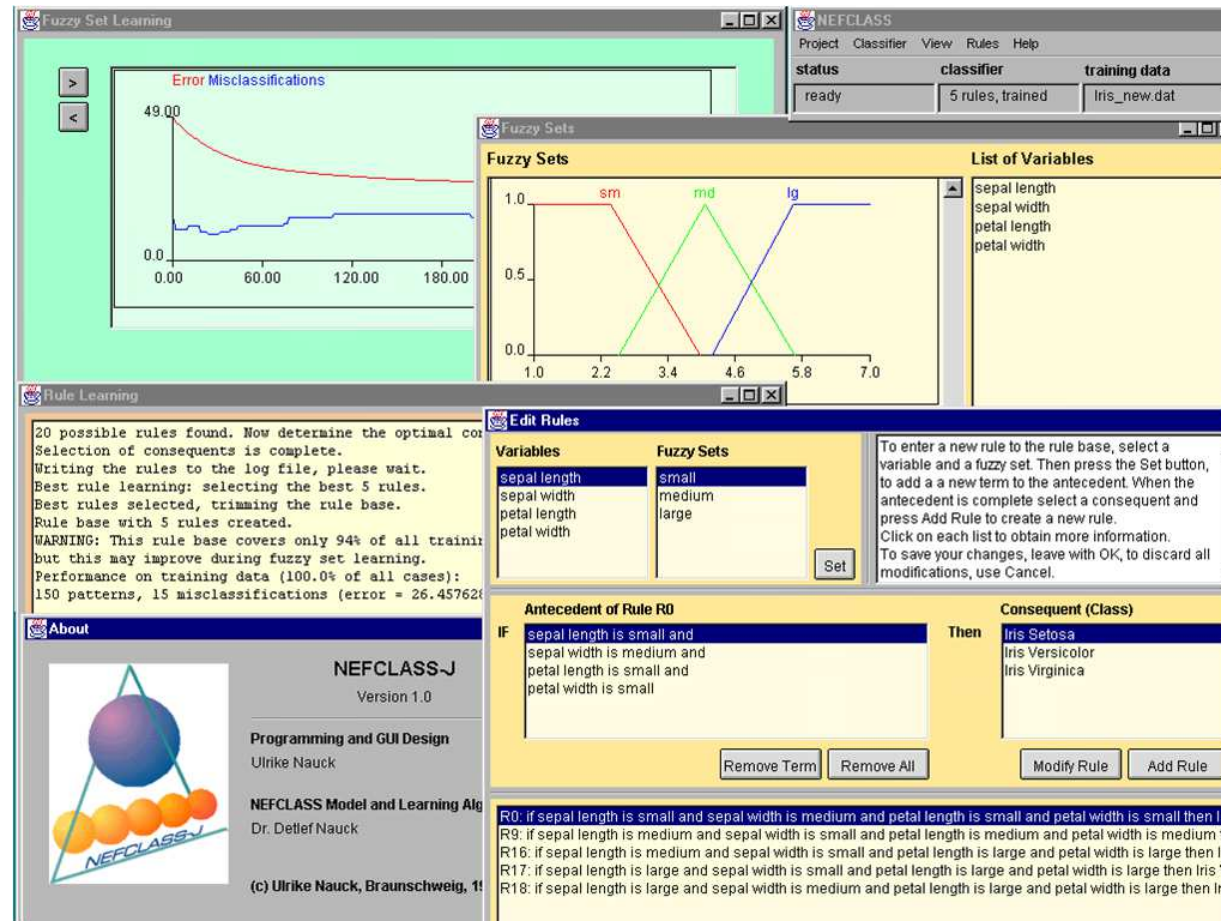 Fuzzy Set Learning
>
<
Error Misclassifications
49.00
0.0
0.00 60.00 120.00 180.00
NEFCLASS
Project Classifier View Rules Help
status classifier training data
ready 5 rules, trained Iris_new.dat
Fuzzy Sets
Fuzzy Sets
sm md lg
1.0
0.5
0.0
1.0 2.2 3.4 4.6 5.8 7.0
List of Variables
sepal length
sepal width
petal length
petal width
Rule Learning
20 possible rules found. Now determine the optimal co
Selection of consequents is complete.
Writing the rules to the log file, please wait.
Best rule learning: selecting the best 5 rules.
Best rules selected, trimming the rule base.
Rule base with 5 rules created.
WARNING: This rule base covers only 94% of all traini
but this may improve during fuzzy set learning.
Performance on training data (100.0% of all cases):
150 patterns, 15 misclassifications (error = 26.457628
Edit Rules
Variables
sepal length
sepal width
petal length
petal width
Fuzzy Sets
small
medium
large
Set
To enter a new rule to the rule base, select a
variable and a fuzzy set. Then press the Set button,
to add a a new term to the antecedent. When the
antecedent is complete select a consequent and
press Add Rule to create a new rule.
Click on each list to obtain more information.
To save your changes, leave with OK, to discard all
modifications, use Cancel.
Antecedent of Rule R0
IF
sepal length is small and
sepal width is medium and
petal length is small and
petal width is small
Remove Term Remove All
Consequent (Class)
Then
Iris Setosa
Iris Versicolor
Iris Virginica
Modify Rule Add Rule
R0: if sepal length is small and sepal width is medium and petal length is small and petal width is small then I
R9: if sepal length is medium and sepal width is small and petal length is medium and petal width is medium
R16: if sepal length is medium and sepal width is small and petal length is large and petal width is large then I
R17: if sepal length is large and sepal width is small and petal length is large and petal width is large then Iris
R18: if sepal length is large and sepal width is medium and petal length is large and petal width is large then Ir
About
NEFCLASS-J
NEFCLASS-J
Version 1.0
Programming and GUI Design
Ulrike Nauck
NEFCLASS Model and Learning Alg
Dr. Detlef Nauck
(c) Ulrike Nauck, Braunschweig, 1